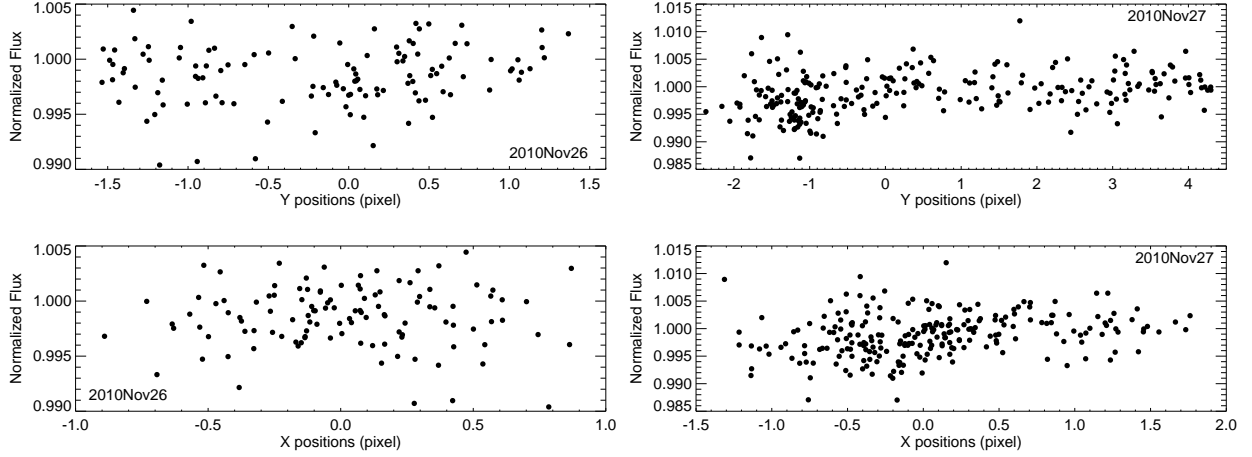 1.005
1.000
0.995
0.990
Normalized Flux
2010Nov26
-1.5 -1.0 -0.5 0.0 0.5 1.0 1.5
Y positions (pixel)
1.015
1.010
1.005
1.000
0.995
0.990
0.985
Normalized Flux
2010Nov27
-2 -1 0 1 2 3 4
Y positions (pixel)
1.005
1.000
0.995
0.990
Normalized Flux
2010Nov26
-1.0 -0.5 0.0 0.5 1.0
X positions (pixel)
1.015
1.010
1.005
1.000
0.995
0.990
0.985
Normalized Flux
2010Nov27
-1.5 -1.0 -0.5 0.0 0.5 1.0 1.5 2.0
X positions (pixel)